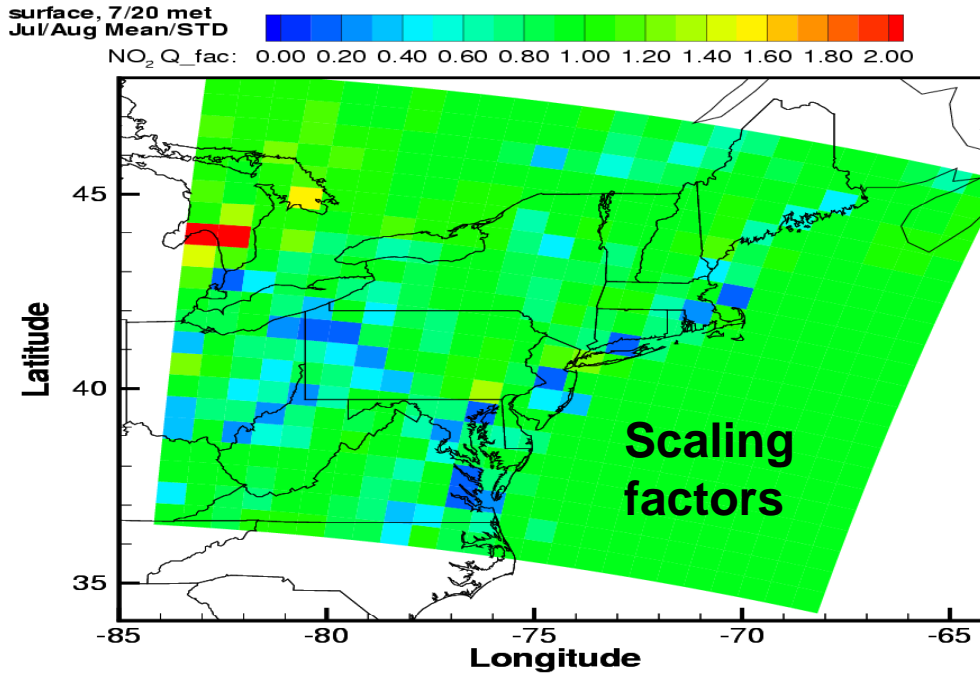 surface, 7/20 met
Jul/Aug Mean/STD
NO2 Q_fac: 0.00 0.20 0.40 0.60 0.80 1.00 1.20 1.40 1.60 1.80 2.00
45
40
35
Latitude
Scaling
factors
-85 -80 -75 -70 -65
Longitude